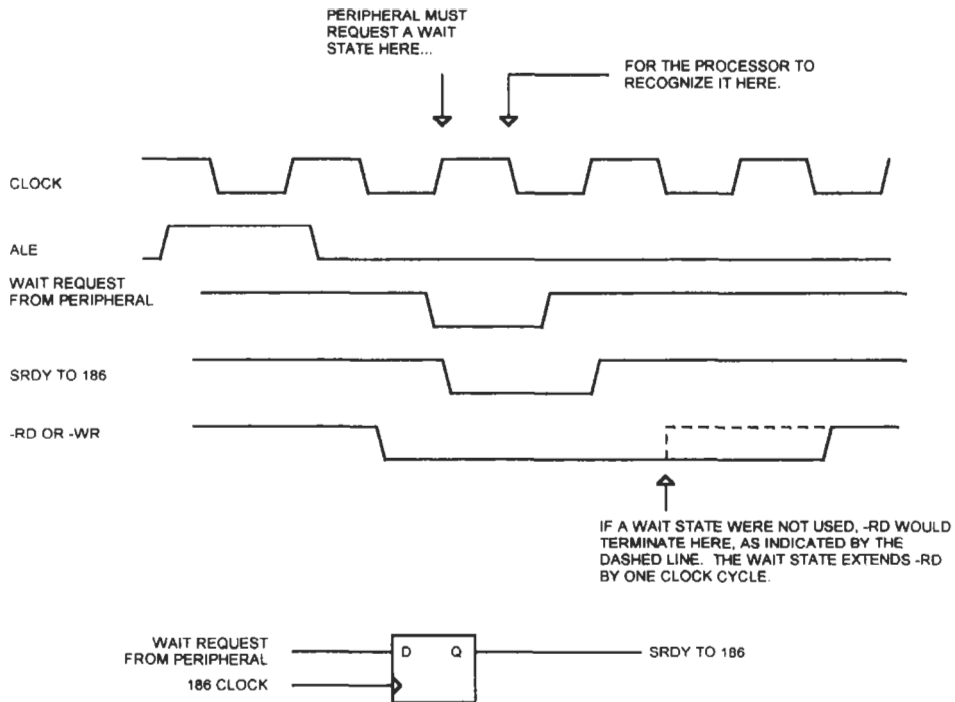 PERIPHERAL MUST
REQUEST A WAIT
STATE HERE...
FOR THE PROCESSOR TO
RECOGNIZE IT HERE.
CLOCK
ALE
WAIT REQUEST
FROM PERIPHERAL
SRDY TO 186
-RD OR -WR
IF A WAIT STATE WERE NOT USED, -RD WOULD
TERMINATE HERE, AS INDICATED BY THE
DASHED LINE. THE WAIT STATE EXTENDS -RD
BY ONE CLOCK CYCLE.
WAIT REQUEST
FROM PERIPHERAL
D Q
SRDY TO 186
186 CLOCK